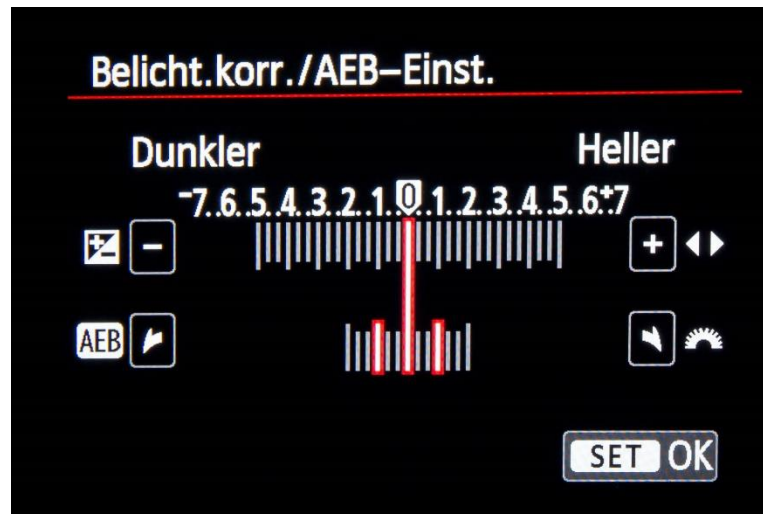 Belicht.korr./AEB–Einst.
Dunkler Heller
-7..6..5..4..3..2..1..0..1..2..3..4..5..6..+7
− +
AEB
SET OK